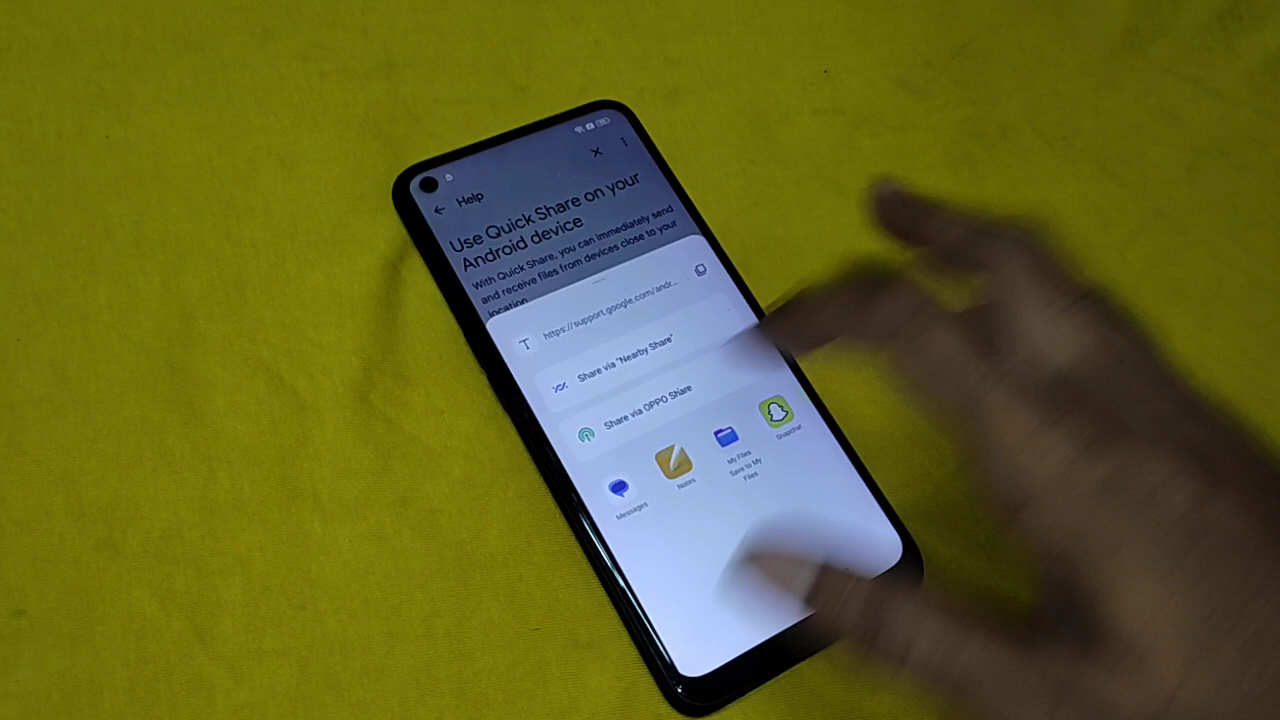 Help
Use Quick Share on your
Android device
With Quick Share, you can immediately send
and receive files from devices close to your
location.
https://support.google.com/andr...
Share via "Nearby Share"
Share via OPPO Share
Messages
Notes
My Files
Save to My
Files
Snapchat